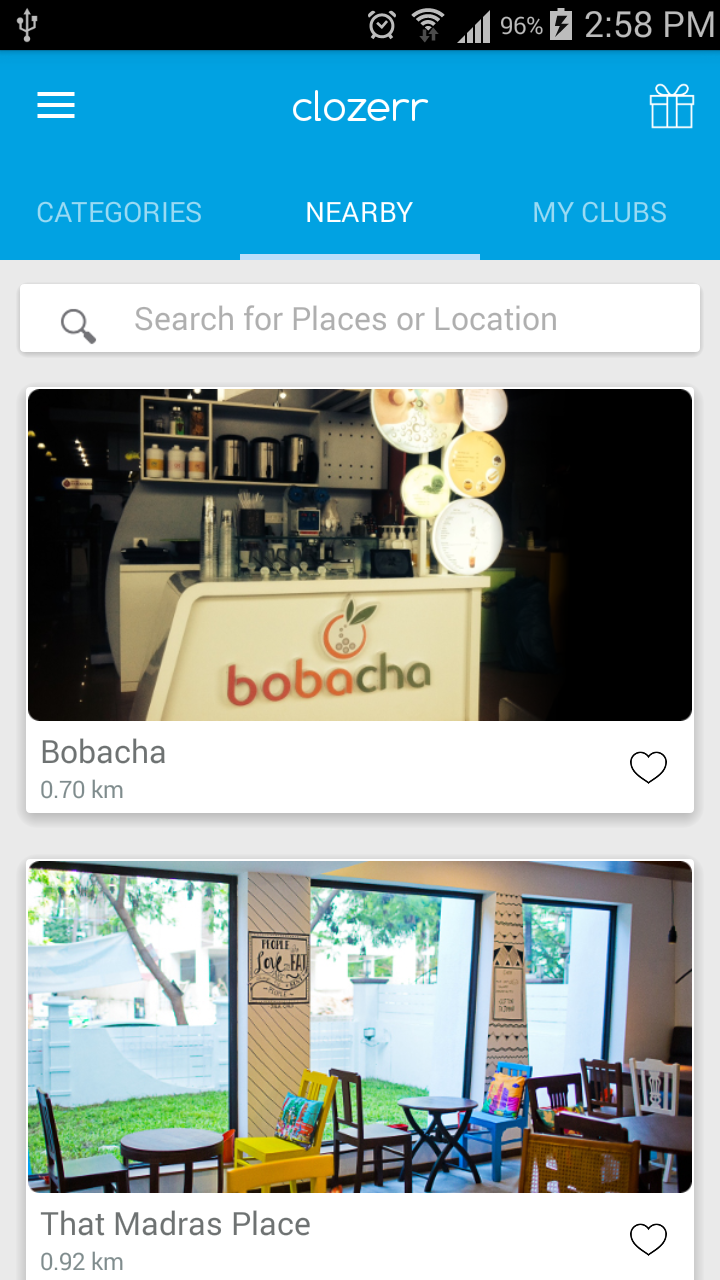 96% 2:58 PM
clozerr
CATEGORIES NEARBY MY CLUBS
Search for Places or Location
bobacha
Bobacha
0.70 km
PEOPLE
Love
EAT
PEOPLE
That Madras Place
0.92 km